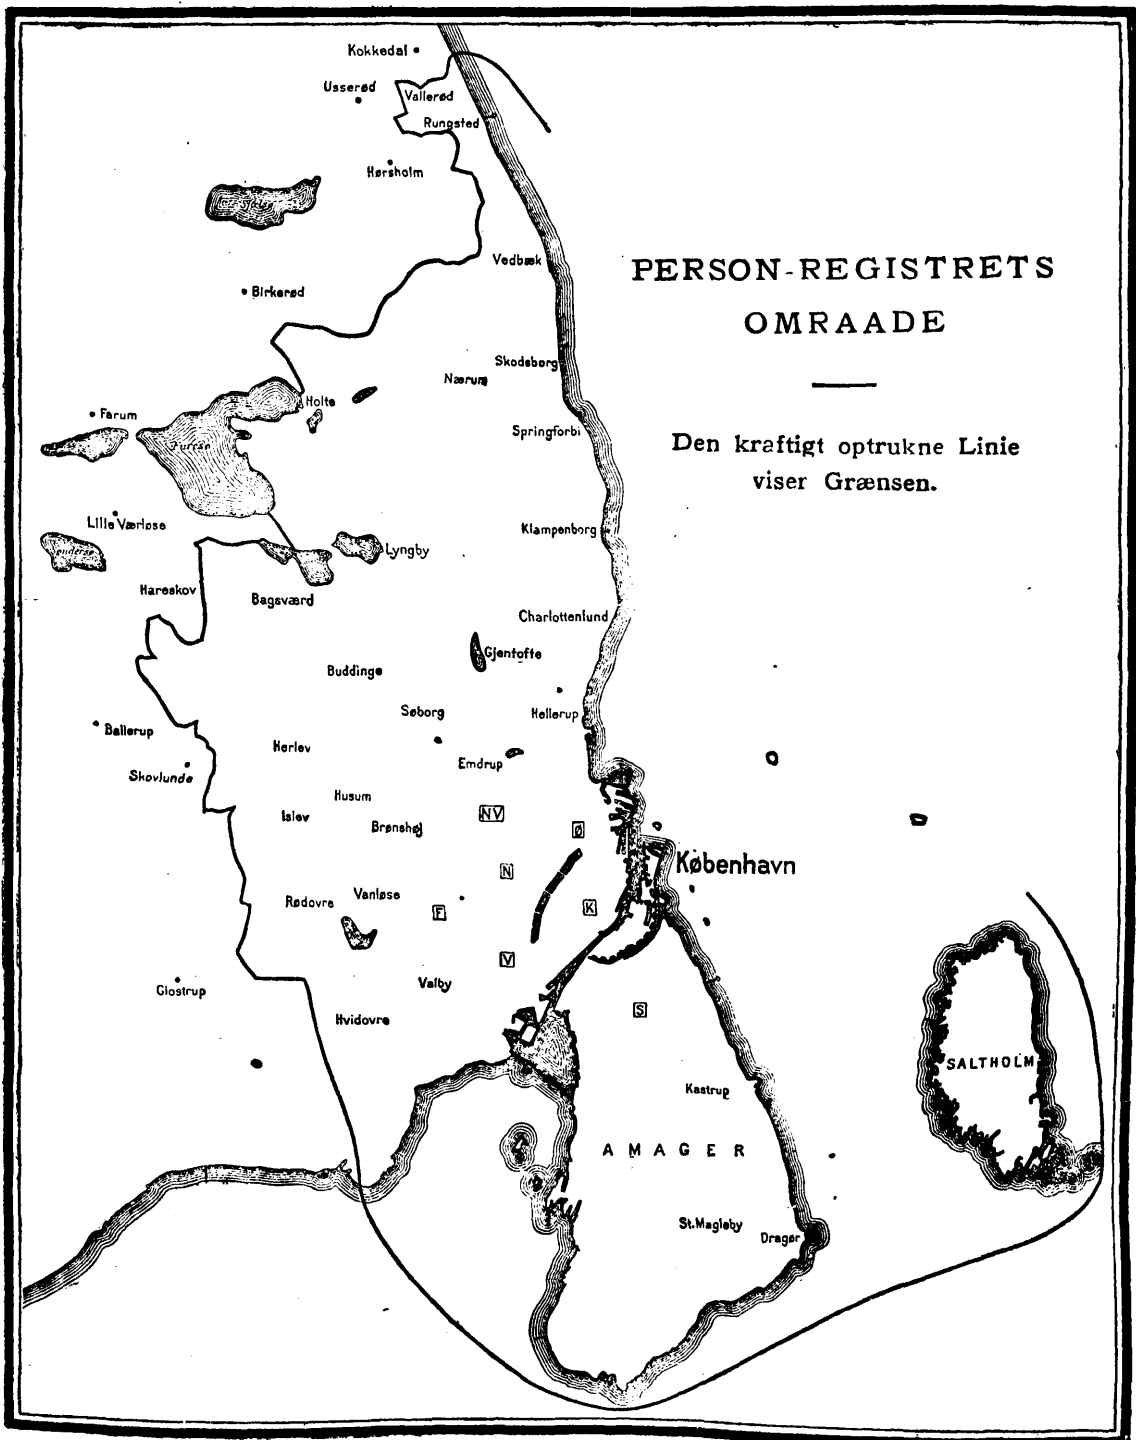 Kokkedal
Usserød
Vallerød
Rungsted
Hørsholm
Vedbæk
PERSON-REGISTRETS
OMRAADE
Birkerød
Skodsborg
Nærum
Holte
Farum
Furesø
Springforbi
Den kraftigt optrukne Linie
viser Grænsen.
Lille Værløse
Klampenborg
Lyngby
Hareskov
Bagsværd
Charlottenlund
Gjentofte
Buddinge
Søborg
Hellerup
Ballerup
Herlev
Emdrup
Skovlunde
Husum
Islev
NV
Brønshøj
Ø
København
N
Vanløse
Rødovre
F
K
V
Valby
Glostrup
S
Hvidovre
SALTHOLM
Kastrup
AMAGER
St. Magleby
Dragør